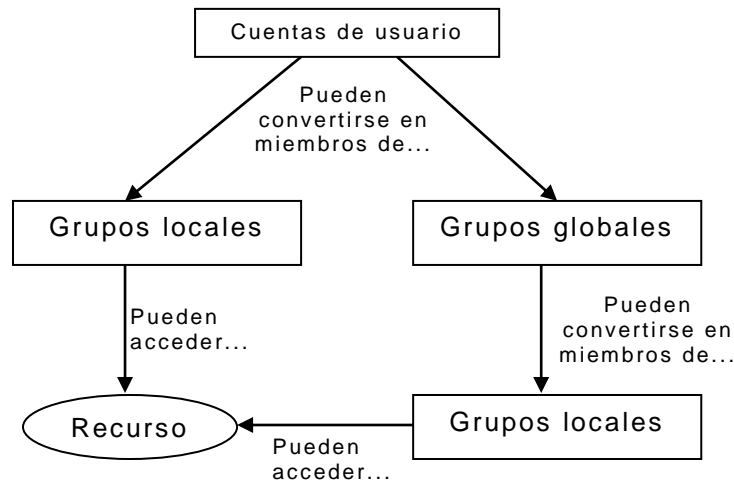 Cuentas de usuario
Pueden
convertirse en
miembros de...
Grupos locales
Grupos globales
Pueden
acceder...
Pueden
convertirse en
miembros de...
Recurso
Grupos locales
Pueden
acceder...